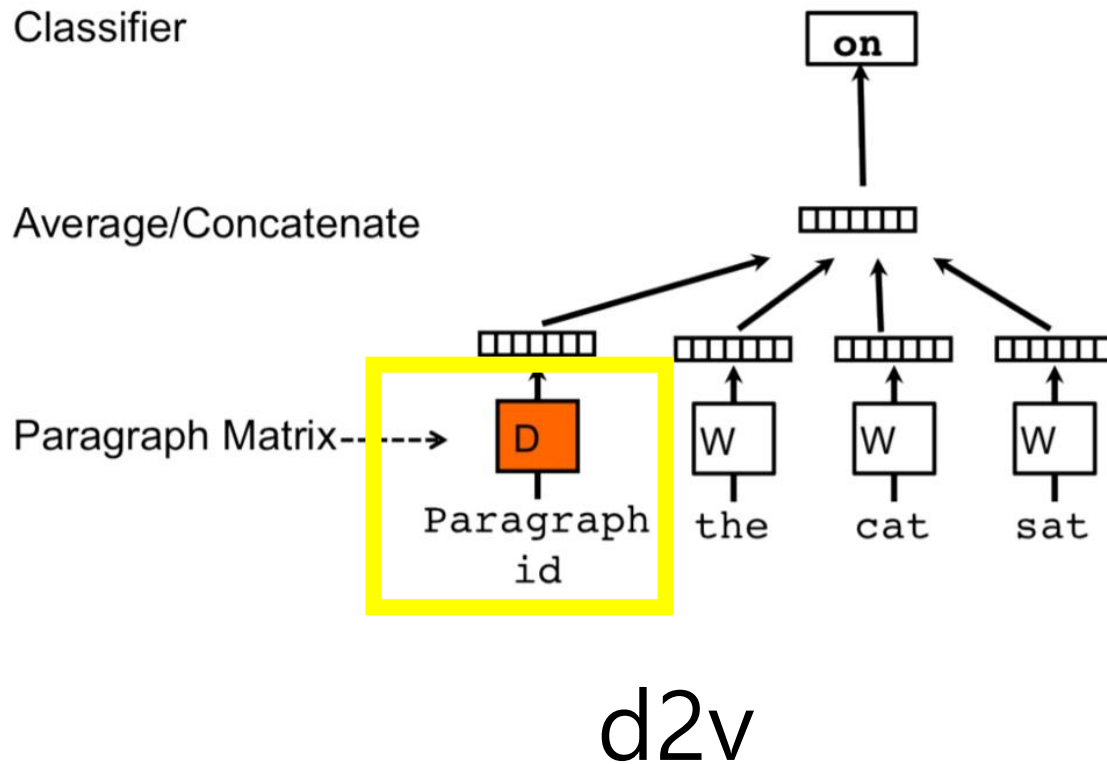 Classifier
on
Average/Concatenate
Paragraph Matrix
D
W
W
W
Paragraph
id
the
cat
sat
d2v